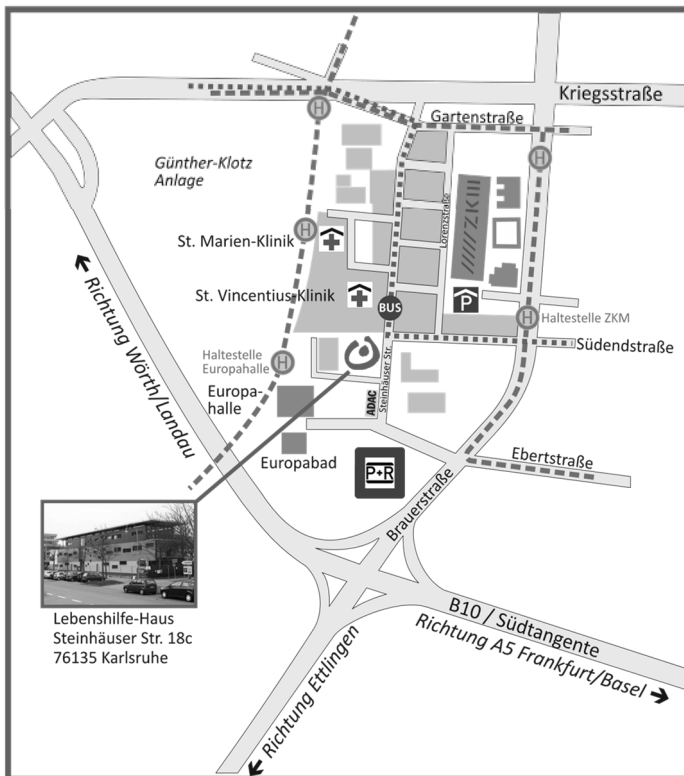 Kriegsstraße
Gartenstraße
H
H
Günther-Klotz
Anlage
Lorenzstraße
ZKM
H
St. Marien-Klinik
St. Vincentius-Klinik
P
BUS
H
Haltestelle ZKM
Richtung Wörth/Landau
Haltestelle
Europahalle
H
Südendstraße
Steinhäuser Str.
Europa-
halle
ADAC
Europabad
P+R
Ebertstraße
Brauerstraße
Lebenshilfe-Haus
Steinhäuser Str. 18c
76135 Karlsruhe
B10 / Südtangente
Richtung A5 Frankfurt/Basel
Richtung Ettlingen